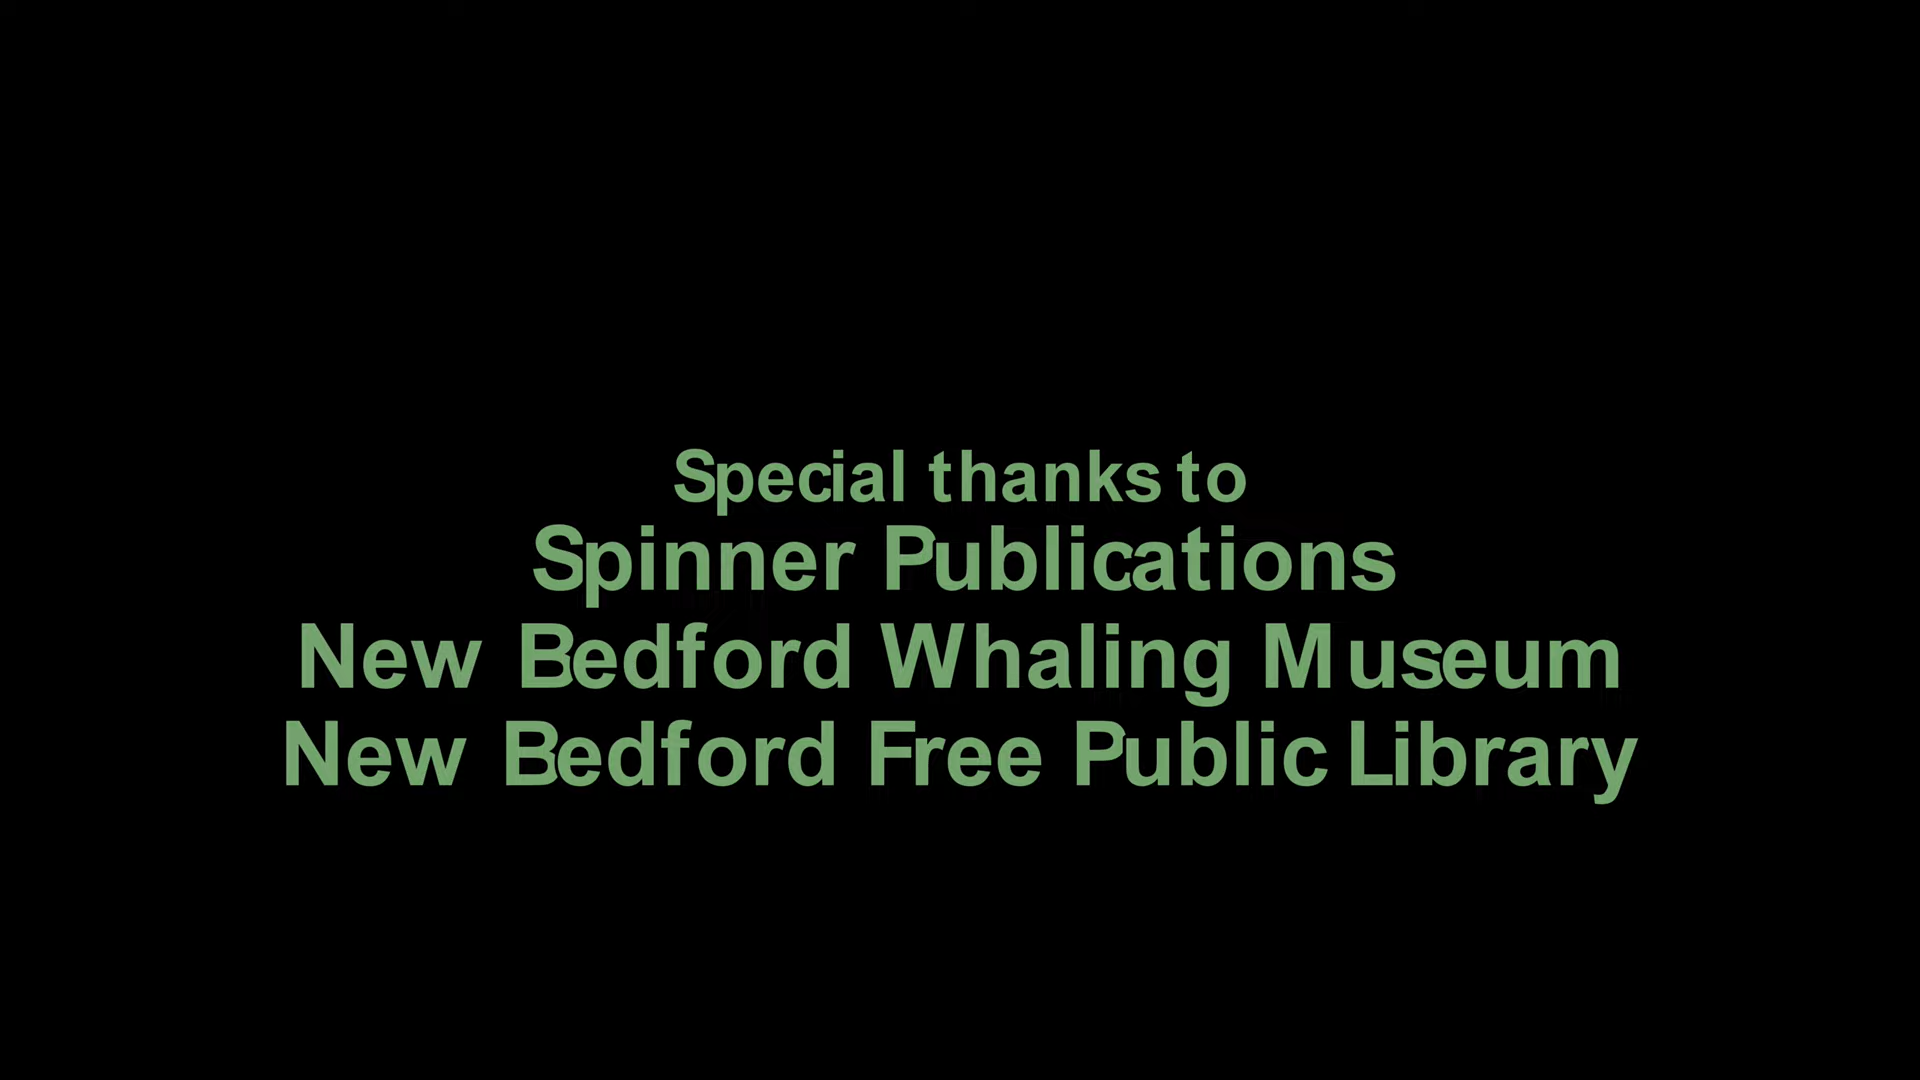 Special thanks to
Spinner Publications
New Bedford Whaling Museum
New Bedford Free Public Library